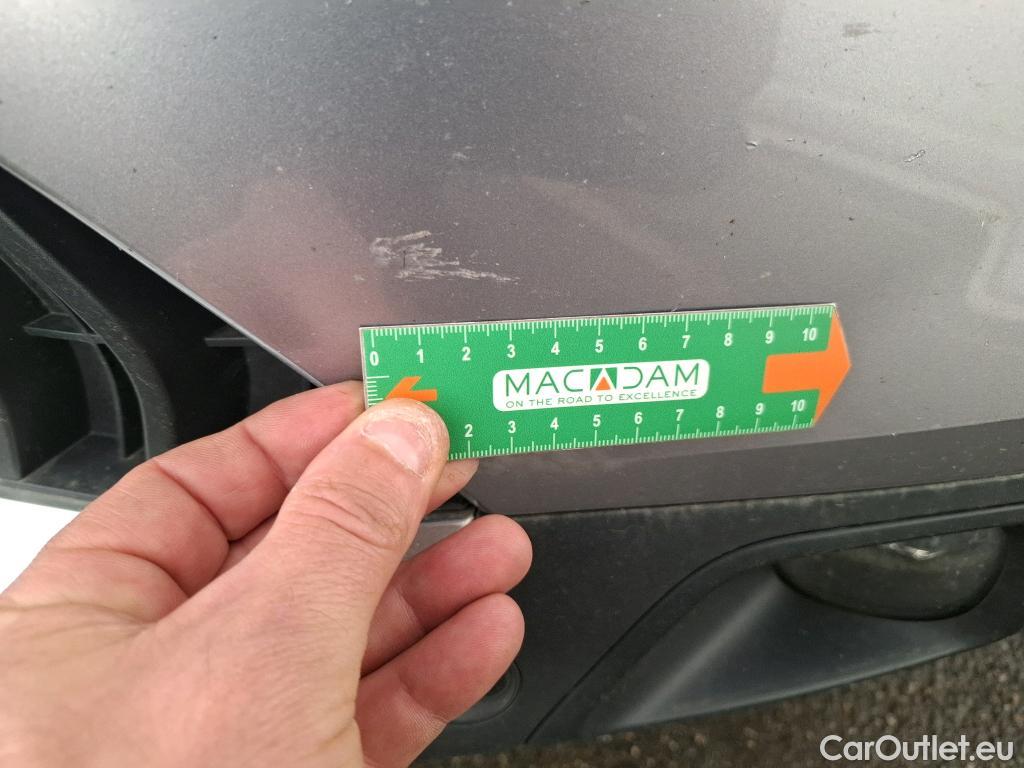 0 1 2 3 4 5 6 7 8 9 10
MACADAM
ON THE ROAD TO EXCELLENCE
2 3 4 5 6 7 8 9 10
CarOutlet.eu